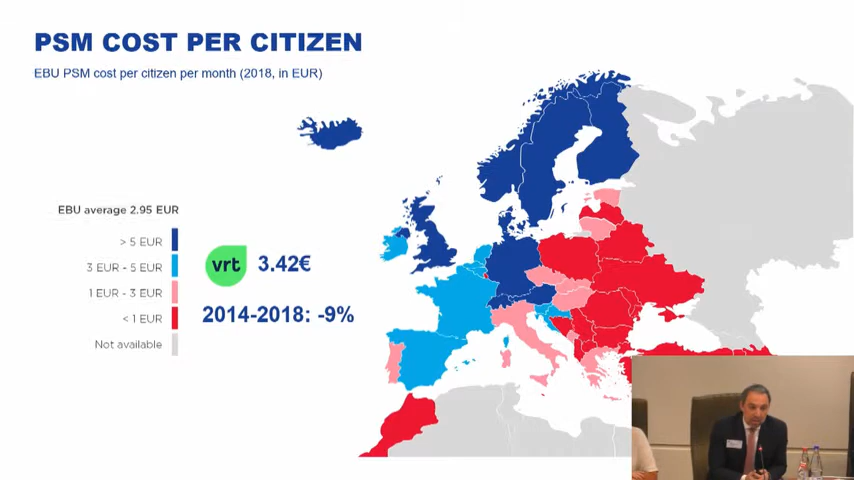 PSM COST PER CITIZEN
EBU PSM cost per citizen per month (2018, in EUR)
EBU average 2.95 EUR
> 5 EUR
3 EUR - 5 EUR
1 EUR - 3 EUR
< 1 EUR
Not available
vrt 3.42€
2014-2018: -9%